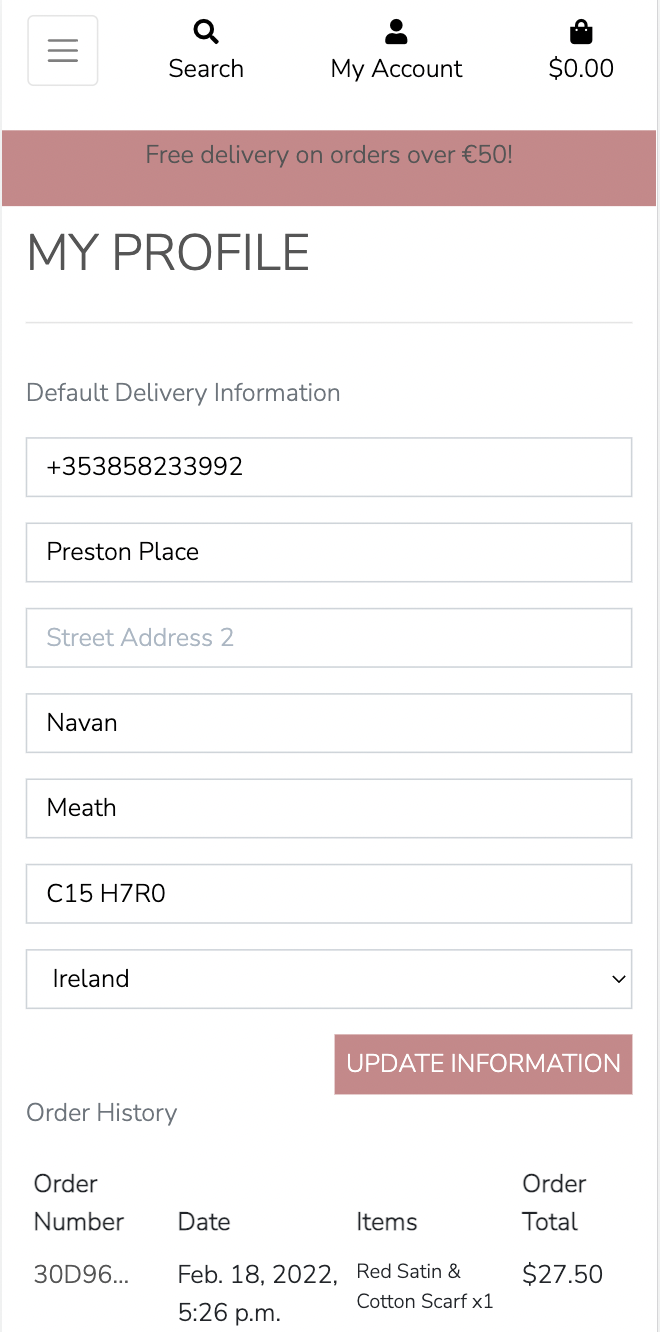 Search
My Account
$0.00
Free delivery on orders over €50!
MY PROFILE
Default Delivery Information
+353858233992
Preston Place
Street Address 2
Navan
Meath
C15 H7R0
Ireland
UPDATE INFORMATION
Order History
Order Number
Date
Items
Order Total
30D96...
Feb. 18, 2022,
5:26 p.m.
Red Satin &
Cotton Scarf x1
$27.50